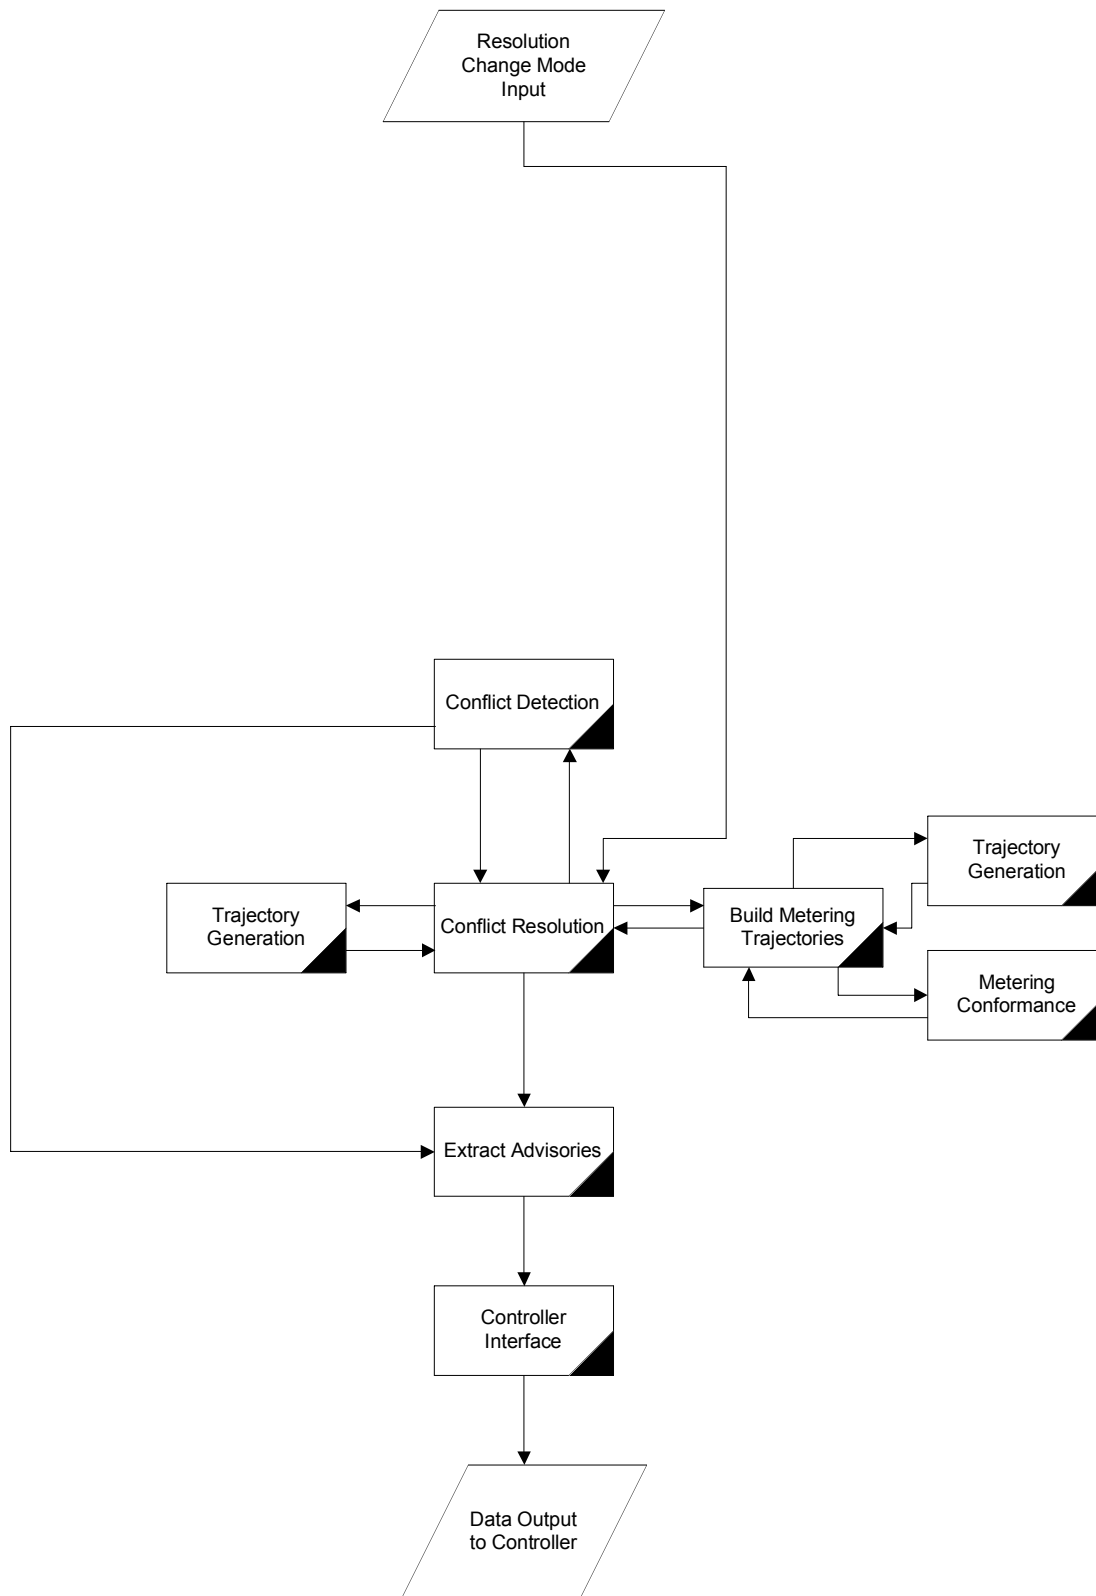 Resolution
Change Mode
Input
Conflict Detection
Trajectory
Generation
Conflict Resolution
Build Metering
Trajectories
Trajectory
Generation
Metering
Conformance
Extract Advisories
Controller
Interface
Data Output
to Controller